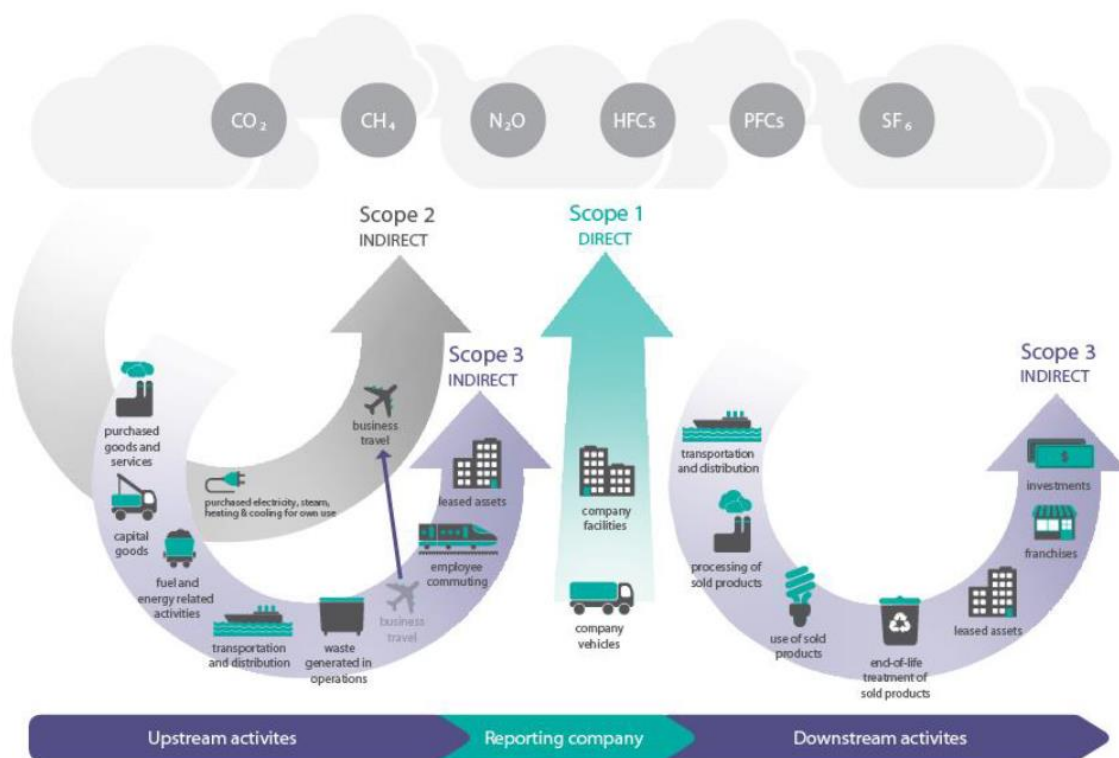 CO₂
CH₄
N₂O
HFCs
PFCs
SF₆
Scope 2
INDIRECT
Scope 1
DIRECT
Scope 3
INDIRECT
Scope 3
INDIRECT
purchased
goods and
services
capital
goods
fuel and
energy related
activities
purchased electricity, steam,
heating & cooling for own use
transportation
and distribution
waste
generated in
operations
business
travel
business
travel
employee
commuting
leased assets
company
facilities
company
vehicles
transportation
and distribution
processing of
sold products
use of sold
products
end-of-life
treatment of
sold products
leased assets
franchises
investments
$
Upstream activites
Reporting company
Downstream activites